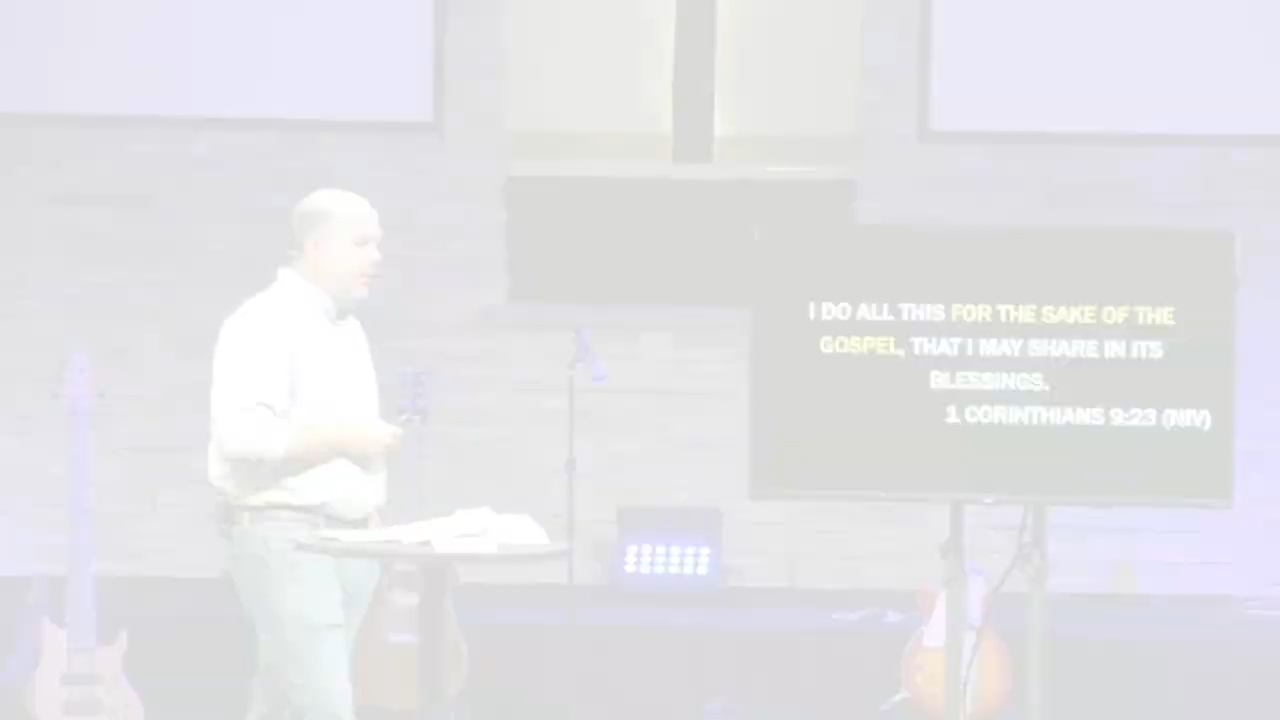 I DO ALL THIS FOR THE SAKE OF THE
GOSPEL, THAT I MAY SHARE IN ITS
BLESSINGS.
1 CORINTHIANS 9:23 (NIV)